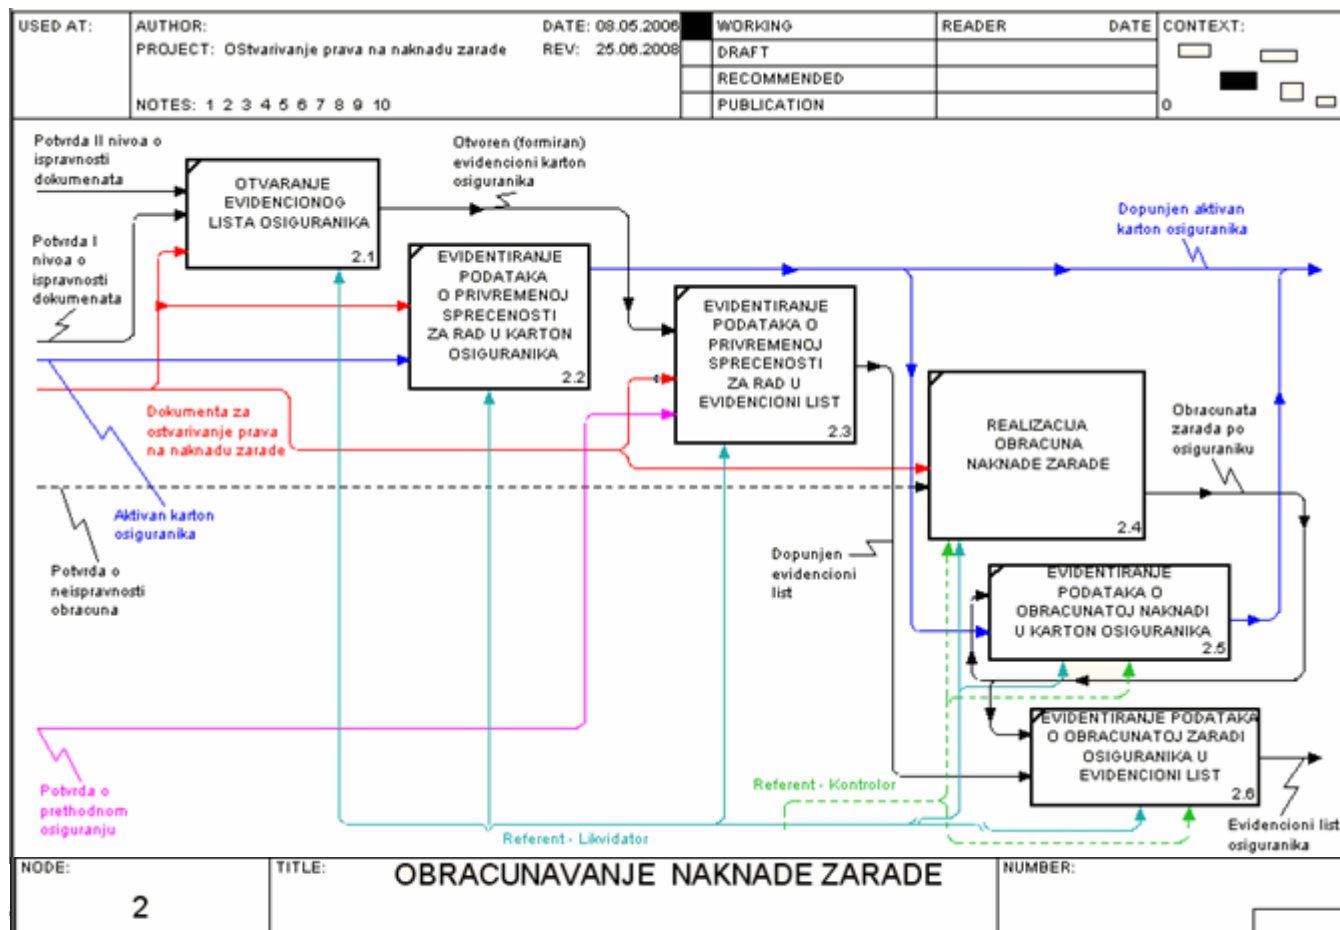 USED AT:
AUTHOR:
DATE: 08.05.2006
PROJECT: OStvarivanje prava na naknadu zarade
REV: 25.06.2008
NOTES: 1 2 3 4 5 6 7 8 9 10
WORKING
DRAFT
RECOMMENDED
PUBLICATION
READER
DATE
CONTEXT:
0
Potvrda II nivoa o
ispravnosti
dokumenata
OTVARANJE
EVIDENCIONOG
LISTA OSIGURANIKA
2.1
Otvoren (formiran)
evidencioni karton
osiguranika
Dopunjen aktivan
karton osiguranika
Potvrda I
nivoa o
ispravnosti
dokumenata
EVIDENTIRANJE
PODATAKA
O PRIVREMENOJ
SPRECENOSTI
ZA RAD U KARTON
OSIGURANIKA
2.2
EVIDENTIRANJE
PODATAKA O
PRIVREMENOJ
SPRECENOSTI
ZA RAD U
EVIDENCIONI LIST
2.3
Dokumenta za
ostvarivanje prava
na naknadu zarade
REALIZACIJA
OBRACUNA
NAKNADE ZARADE
2.4
Obracunata
zarada po
osiguraniku
Aktivan karton
osiguranika
Potvrda o
neispravnosti
obracuna
Dopunjen
evidencioni
list
EVIDENTIRANJE
PODATAKA O
OBRACUNATOJ NAKNADI
U KARTON OSIGURANIKA
2.5
EVIDENTIRANJE PODATAKA
O OBRACUNATOJ ZARADI
OSIGURANIKA U
EVIDENCIONI LIST
2.6
Potvrda o
prethodnom
osiguranju
Referent - Kontrolor
Referent - Likvidator
Evidencioni list
osiguranika
NODE:
2
TITLE:
OBRACUNAVANJE NAKNADE ZARADE
NUMBER: